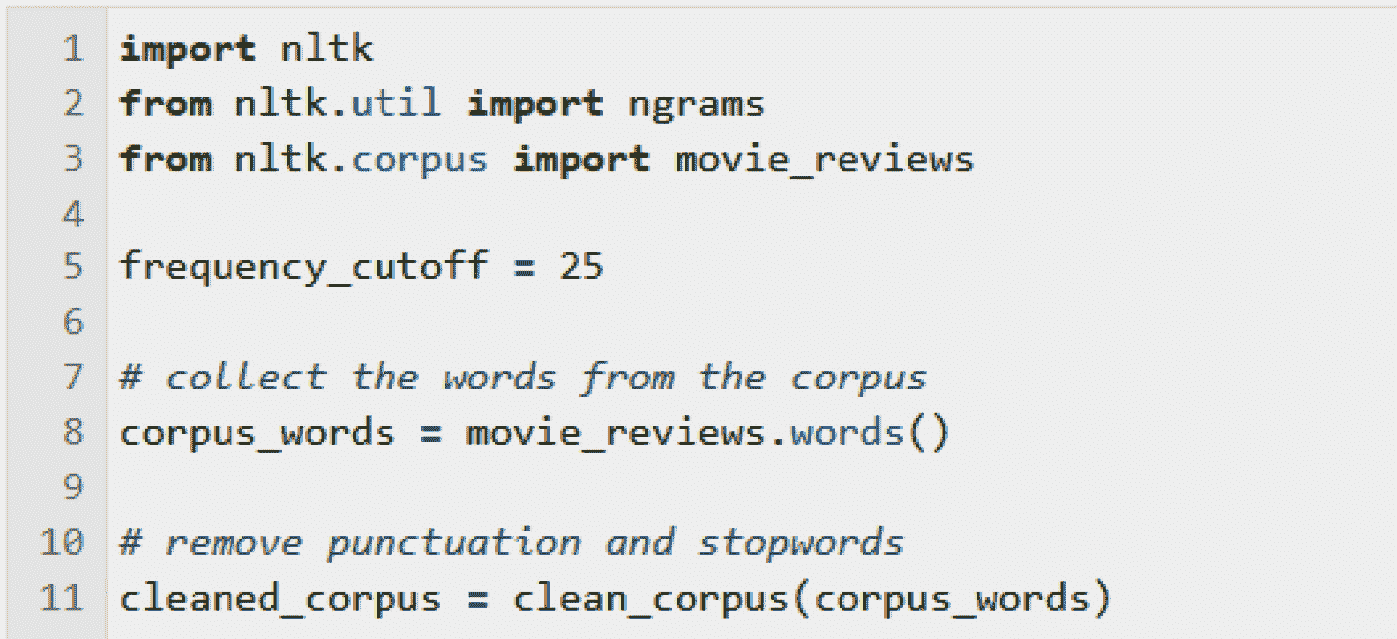 1 import nltk
2 from nltk.util import ngrams
3 from nltk.corpus import movie_reviews
4
5 frequency_cutoff = 25
6
7 # collect the words from the corpus
8 corpus_words = movie_reviews.words()
9
10 # remove punctuation and stopwords
11 cleaned_corpus = clean_corpus(corpus_words)